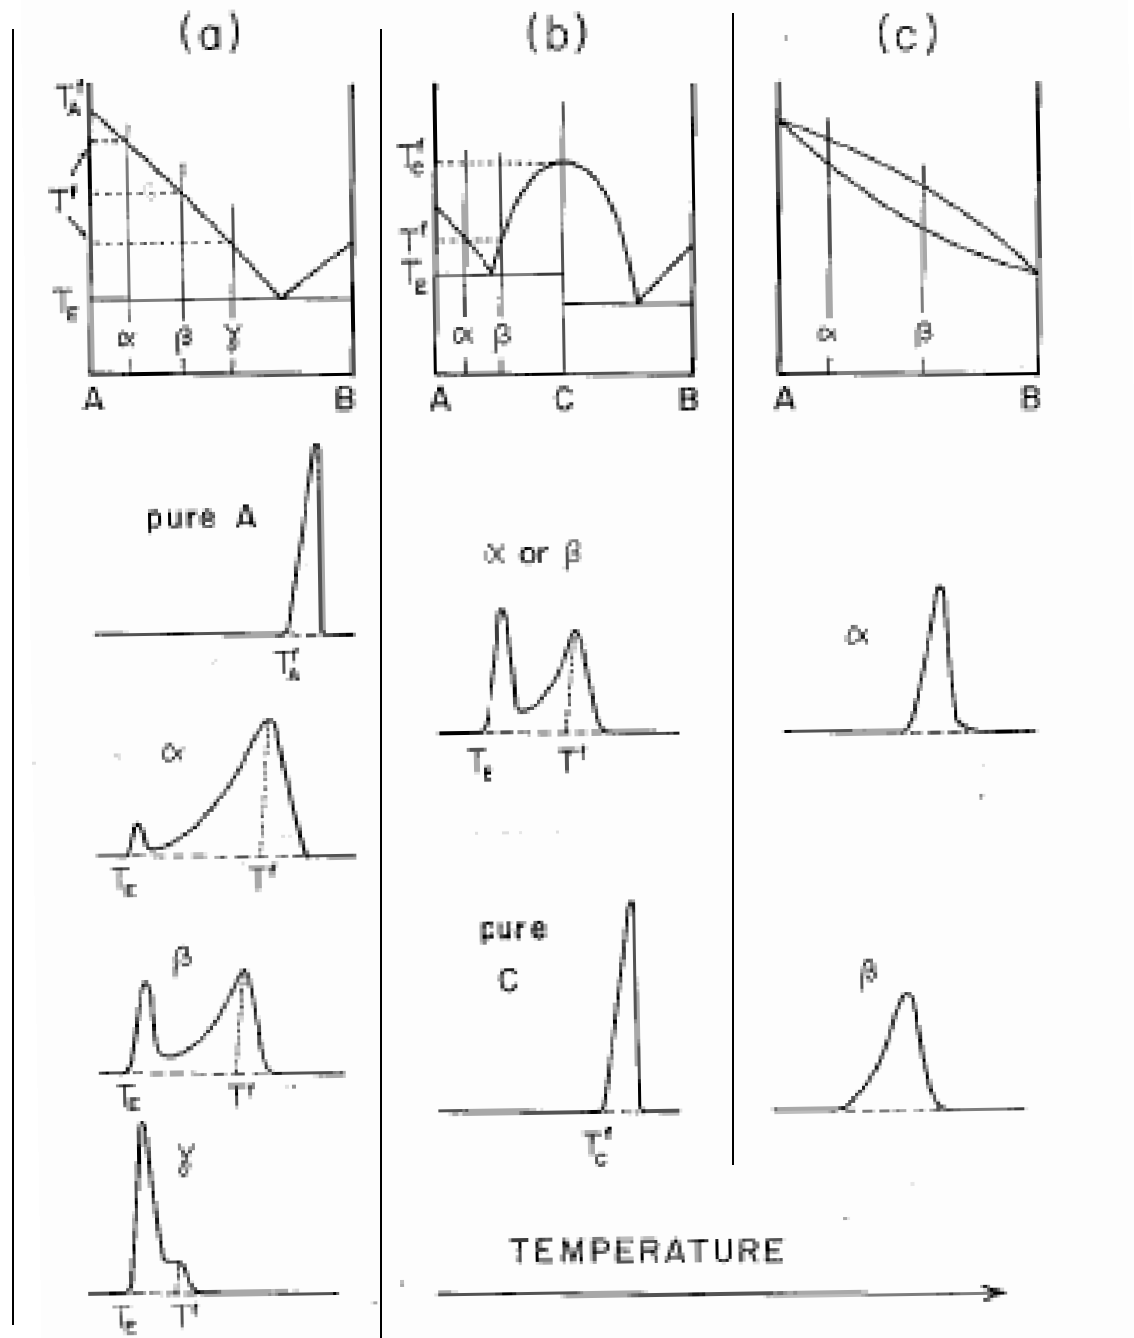 (a)
T_A^f
T^f
T_E
α β γ
A B
pure A
T_A^f
α
T_E T^f
β
T_E T^f
γ
T_E T^f
(b)
T_C^f
T^f
T_E
α β
A C B
α or β
T_E T^f
pure
C
T_C^f
(c)
α β
A B
α
β
TEMPERATURE